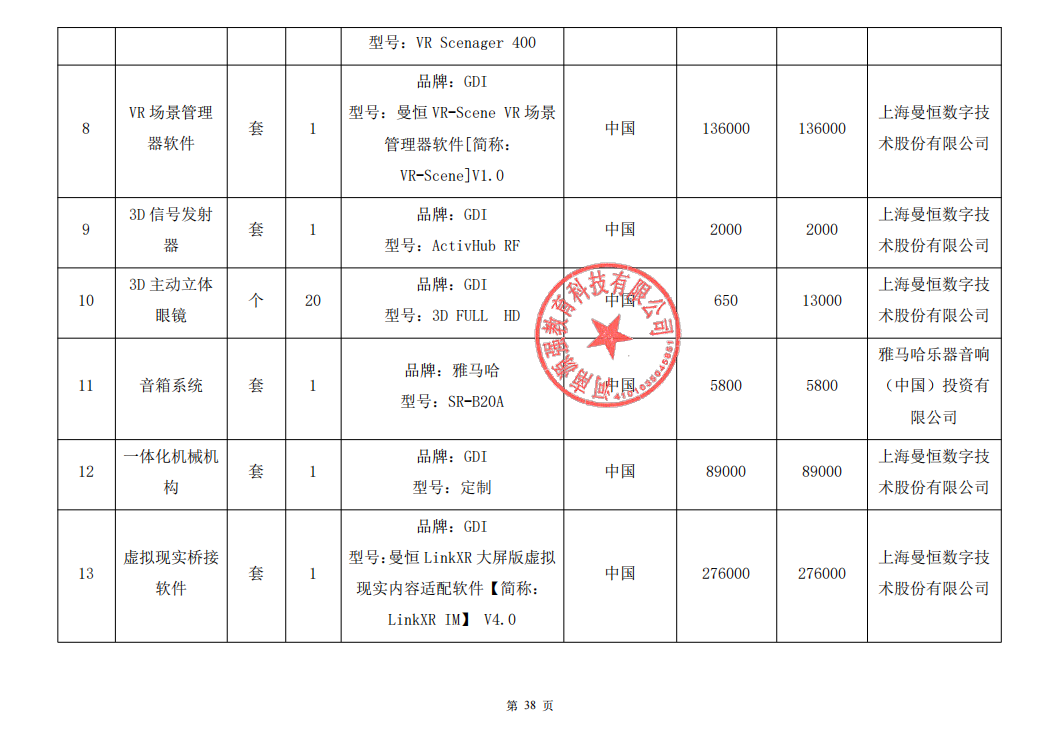 型号：VR Scenager 400
8
VR 场景管理
器软件
套
1
品牌：GDI
型号：曼恒 VR-Scene VR 场景
管理器软件[简称：
VR-Scene]V1.0
中国
136000
136000
上海曼恒数字技
术股份有限公司
9
3D 信号发射
器
套
1
品牌：GDI
型号：ActivHub RF
中国
2000
2000
上海曼恒数字技
术股份有限公司
10
3D 主动立体
眼镜
个
20
品牌：GDI
型号：3D FULL HD
中国
650
13000
上海曼恒数字技
术股份有限公司
11
音箱系统
套
1
品牌：雅马哈
型号：SR-B20A
中国
5800
5800
雅马哈乐器音响
（中国）投资有
限公司
12
一体化机械机
构
套
1
品牌：GDI
型号：定制
中国
89000
89000
上海曼恒数字技
术股份有限公司
13
虚拟现实桥接
软件
套
1
品牌：GDI
型号:曼恒 LinkXR 大屏版虚拟
现实内容适配软件【简称：
LinkXR IM】 V4.0
中国
276000
276000
上海曼恒数字技
术股份有限公司
教育科技有限公司
第 38 页